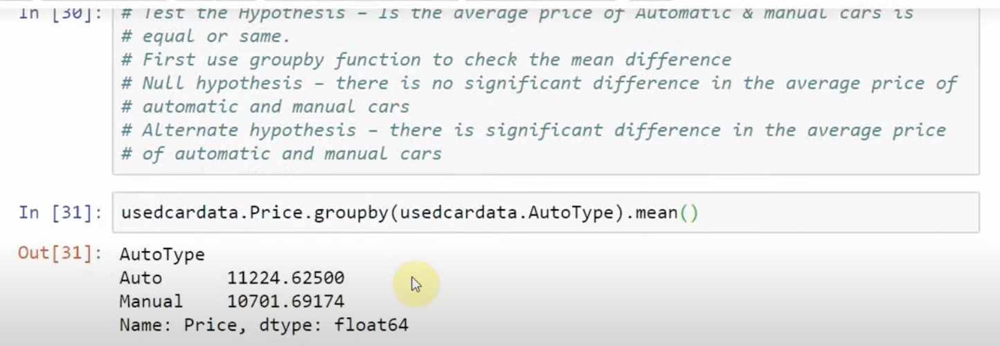 In [30]: # Test the Hypothesis – Is the average price of Automatic & manual cars is
# equal or same.
# First use groupby function to check the mean difference
# Null hypothesis – there is no significant difference in the average price of
# automatic and manual cars
# Alternate hypothesis – there is significant difference in the average price
# of automatic and manual cars
In [31]: usedcardata.Price.groupby(usedcardata.AutoType).mean()
Out[31]: AutoType
Auto 11224.62500
Manual 10701.69174
Name: Price, dtype: float64